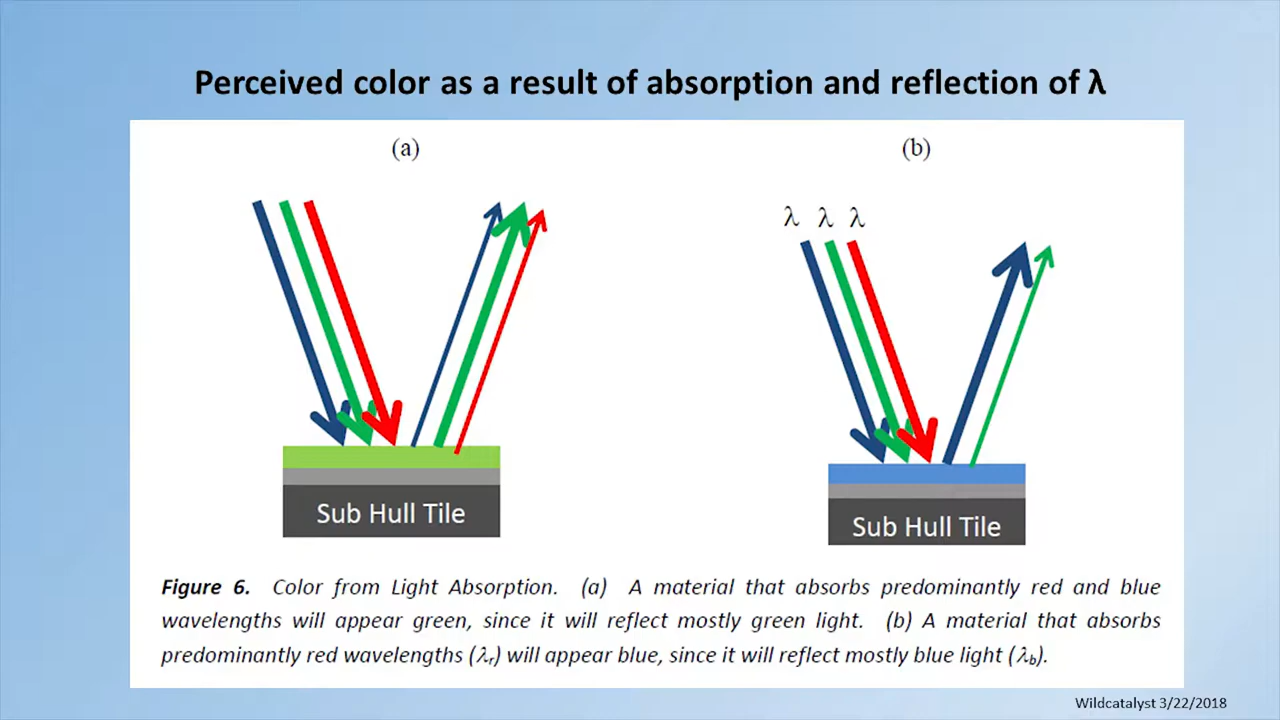 Perceived color as a result of absorption and reflection of λ
(a)
(b)
λ λ λ
Sub Hull Tile
Sub Hull Tile
Figure 6. Color from Light Absorption. (a) A material that absorbs predominantly red and blue
wavelengths will appear green, since it will reflect mostly green light. (b) A material that absorbs
predominantly red wavelengths (λr) will appear blue, since it will reflect mostly blue light (λb).
Wildcatalyst 3/22/2018